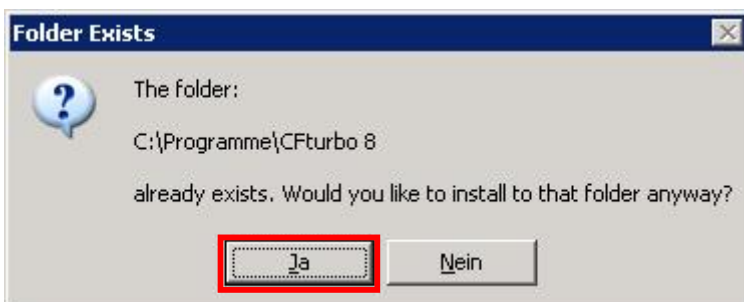 Folder Exists
The folder:
C:\Programme\CFturbo 8
already exists. Would you like to install to that folder anyway?
Ja
Nein